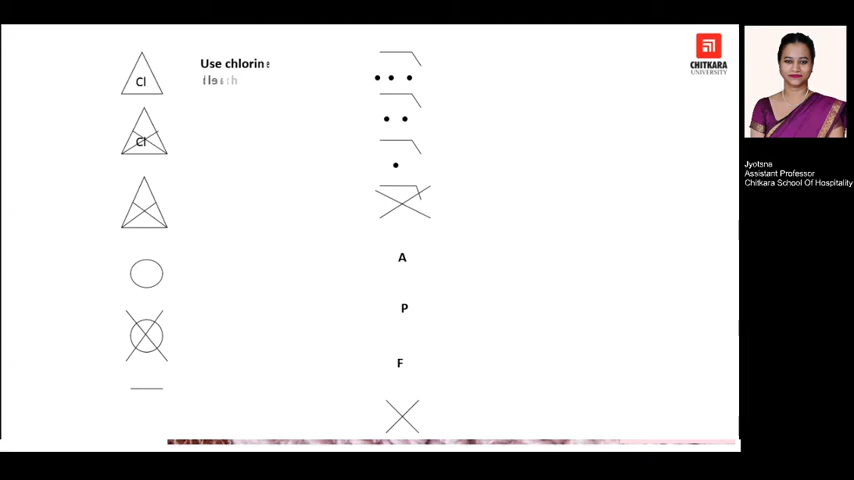 Cl
Use chlorine
Cl
A
P
F
CHITKARA
UNIVERSITY
Jyotsna
Assistant Professor
Chitkara School Of Hospitality